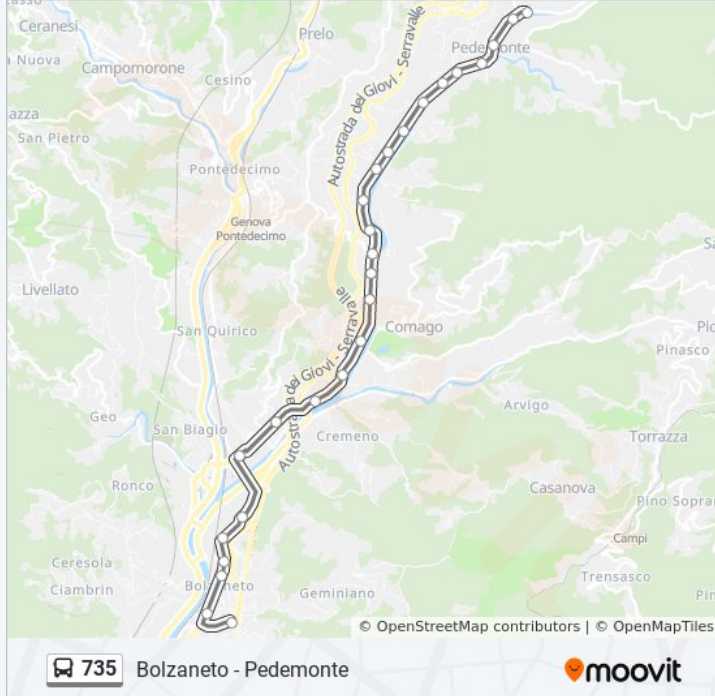 Ceranesi
Prelo
Pedemonte
a Nuova
Campomorone
Cesino
Autostrada dei Giovi - Serravalle
azza
San Pietro
Pontedecimo
Genova
Pontedecimo
Livellato
San Quirico
Comago
Autostrada dei Giovi - Serravalle
Pinasco
Geo
San Biagio
Cremeno
Arvigo
Torrazza
Ronco
Casanova
Pino Sopra
Campi
Ceresola
Ciambrin
Bolzaneto
Geminiano
Trensasco
© OpenStreetMap contributors | © OpenMapTiles
735 Bolzaneto - Pedemonte
moovit